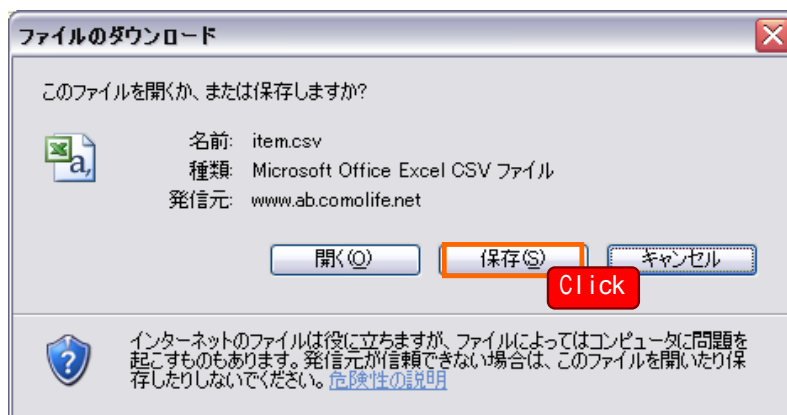 ファイルのダウンロード
このファイルを開くか、または保存しますか?
名前: item.csv
種類: Microsoft Office Excel CSV ファイル
発信元: www.ab.comolife.net
開く(O) 保存(S) キャンセル
Click
インターネットのファイルは役に立ちますが、ファイルによってはコンピュータに問題を
起こすものもあります。発信元が信頼できない場合は、このファイルを開いたり保
存したりしないでください。危険性の説明